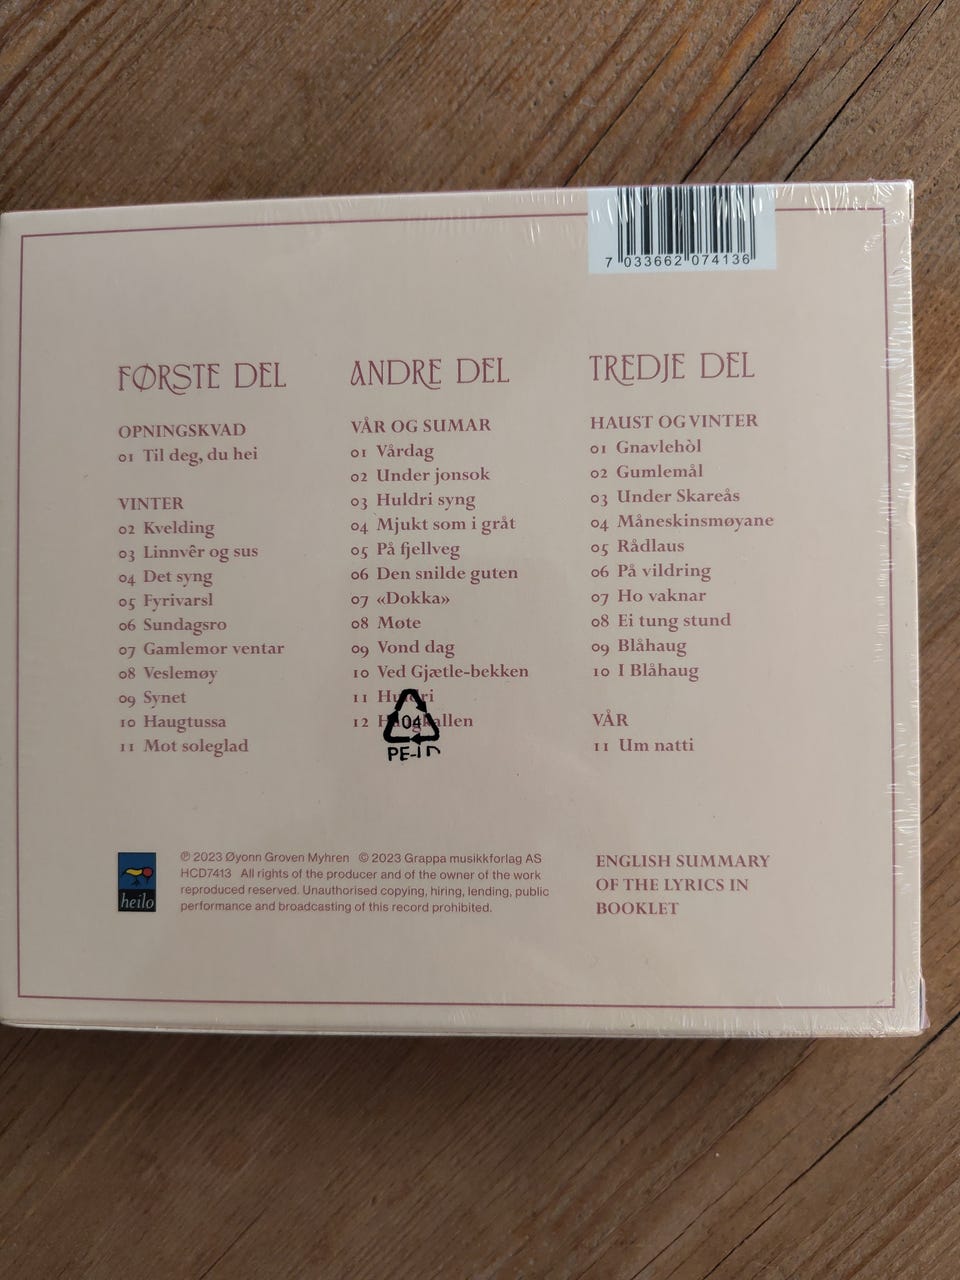 7 033662 074136
FØRSTE DEL
OPNINGSKVAD
01 Til deg, du hei
VINTER
02 Kvelding
03 Linnvêr og sus
04 Det syng
05 Fyrivarsl
06 Sundagsro
07 Gamlemor ventar
08 Veslemøy
09 Synet
10 Haugtussa
11 Mot soleglad
ANDRE DEL
VÅR OG SUMAR
01 Vårdag
02 Under jonsok
03 Huldri syng
04 Mjukt som i gråt
05 På fjellveg
06 Den snilde guten
07 «Dokka»
08 Møte
09 Vond dag
10 Ved Gjætle-bekken
11
12
04
TREDJE DEL
HAUST OG VINTER
01 Gnavlehòl
02 Gumlemål
03 Under Skareås
04 Måneskinsmøyane
05 Rådlaus
06 På vildring
07 Ho vaknar
08 Ei tung stund
09 Blåhaug
10 I Blåhaug
VÅR
11 Um natti
heilo
℗ 2023 Øyonn Groven Myhren © 2023 Grappa musikkforlag AS
HCD7413 All rights of the producer and of the owner of the work
reproduced reserved. Unauthorised copying, hiring, lending, public
performance and broadcasting of this record prohibited.
ENGLISH SUMMARY
OF THE LYRICS IN
BOOKLET